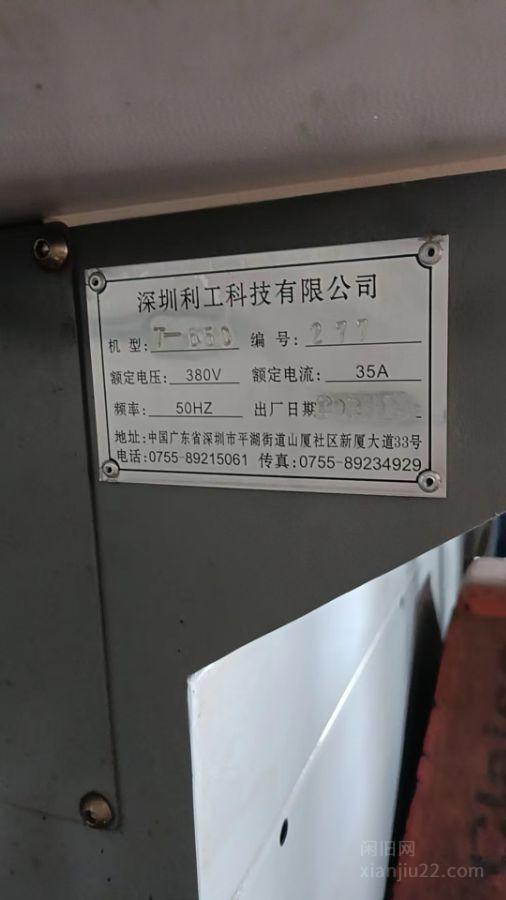 深圳利工科技有限公司
机型:T-650 编号:277
额定电压:380V 额定电流:35A
频率:50HZ 出厂日期
地址:中国广东省深圳市平湖街道山厦社区新厦大道33号
电话:0755-89215061 传真:0755-89234929
闲旧网
xianjiu22.com